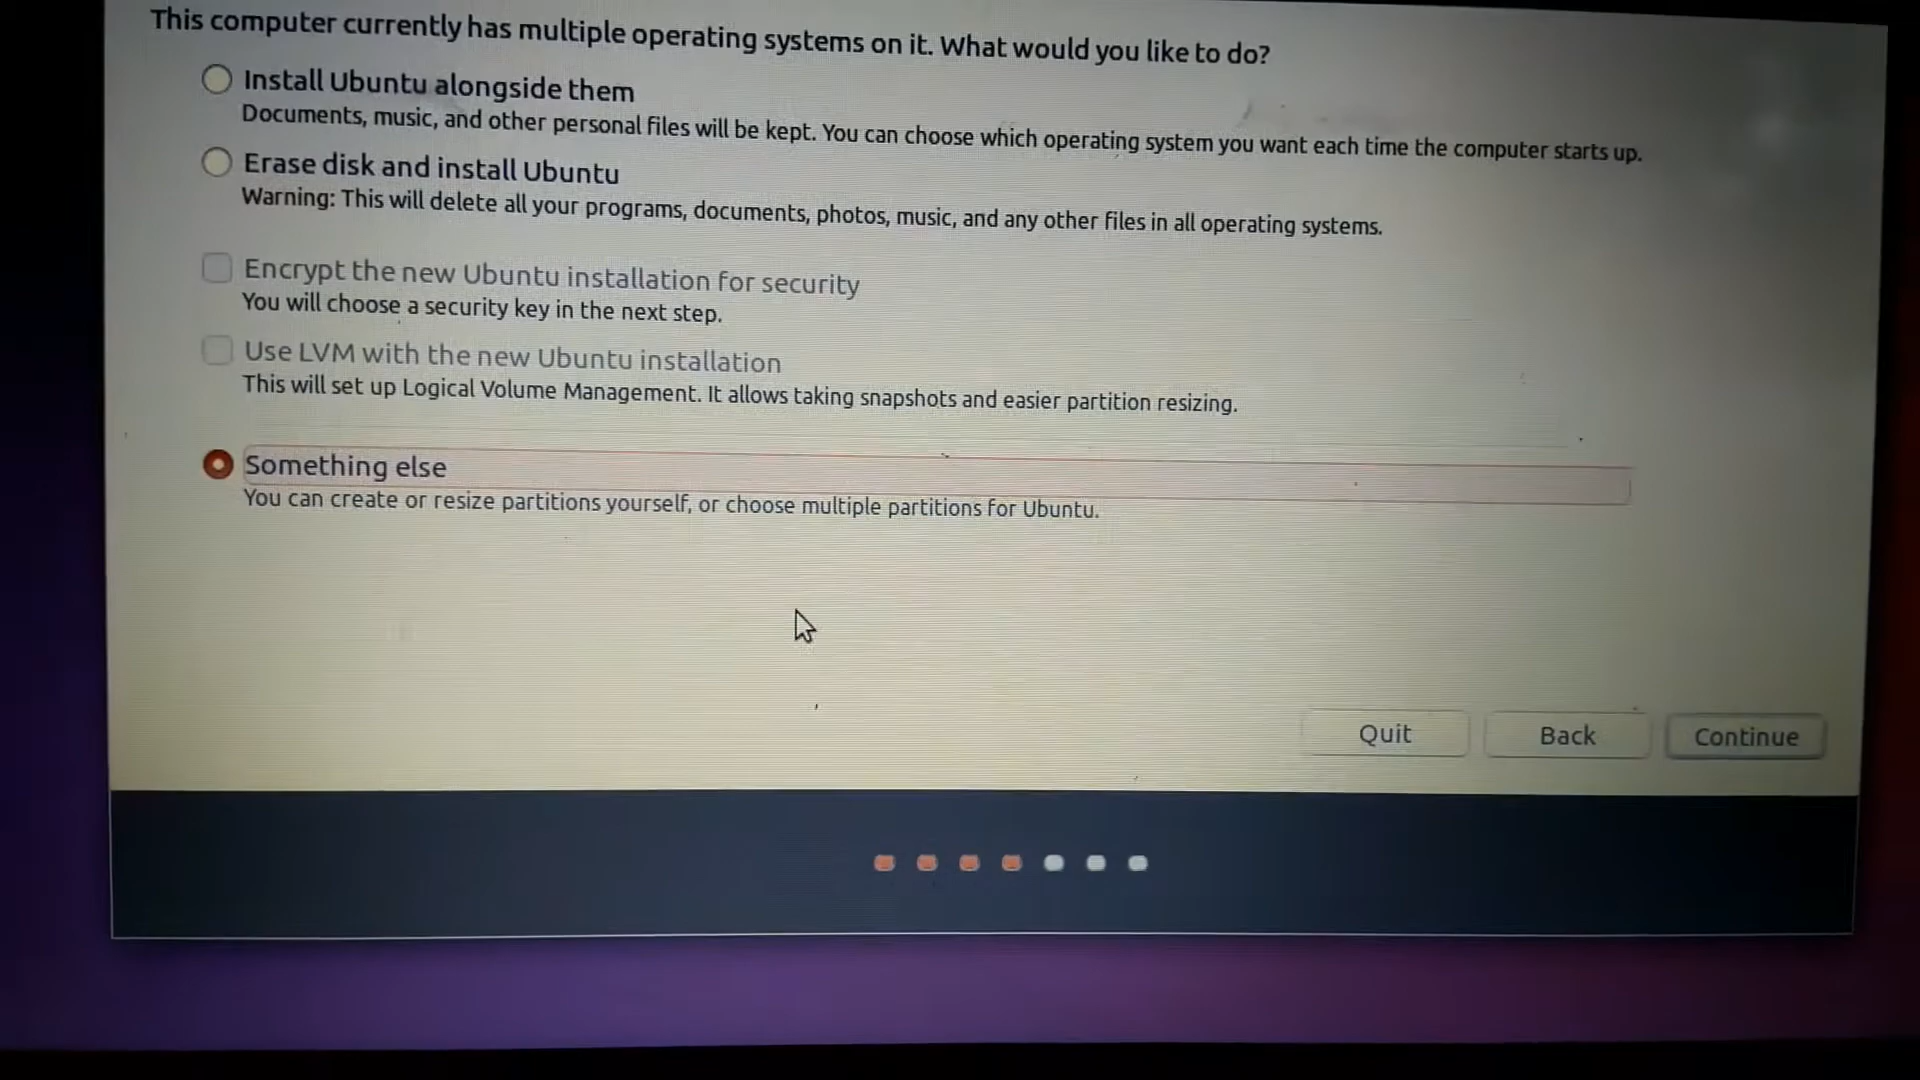 This computer currently has multiple operating systems on it. What would you like to do?
Install Ubuntu alongside them
Documents, music, and other personal files will be kept. You can choose which operating system you want each time the computer starts up.
Erase disk and install Ubuntu
Warning: This will delete all your programs, documents, photos, music, and any other files in all operating systems.
Encrypt the new Ubuntu installation for security
You will choose a security key in the next step.
Use LVM with the new Ubuntu installation
This will set up Logical Volume Management. It allows taking snapshots and easier partition resizing.
Something else
You can create or resize partitions yourself, or choose multiple partitions for Ubuntu.
Quit Back Continue